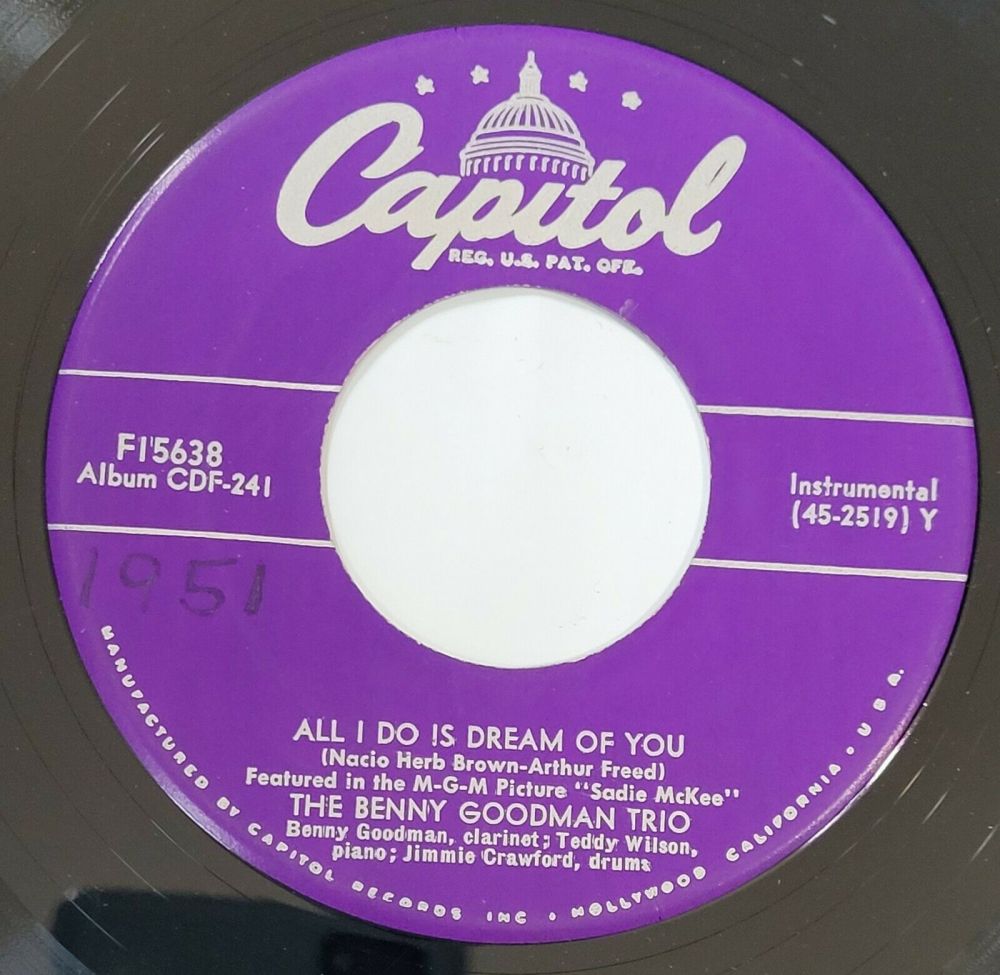 Capitol
REG. U.S. PAT. OFF.
F15638
Album CDF-241
Instrumental
(45-2519) Y
1951
ALL I DO IS DREAM OF YOU
(Nacio Herb Brown-Arthur Freed)
Featured in the M-G-M Picture "Sadie McKee"
THE BENNY GOODMAN TRIO
Benny Goodman, clarinet; Teddy Wilson,
piano; Jimmie Crawford, drums
MANUFACTURED BY CAPITOL RECORDS INC • HOLLYWOOD CALIFORNIA • U S A.